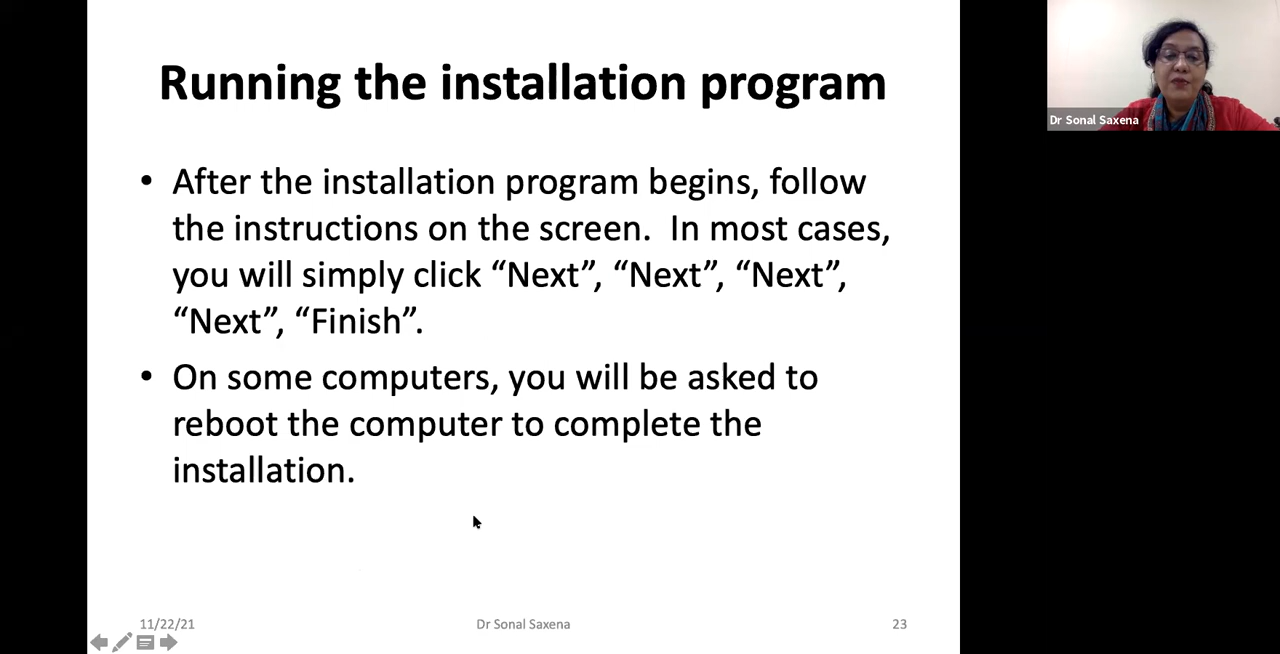 Running the installation program
Dr Sonal Saxena
• After the installation program begins, follow
the instructions on the screen.  In most cases,
you will simply click “Next”, “Next”, “Next”,
“Next”, “Finish”.
• On some computers, you will be asked to
reboot the computer to complete the
installation.
11/22/21
Dr Sonal Saxena
23